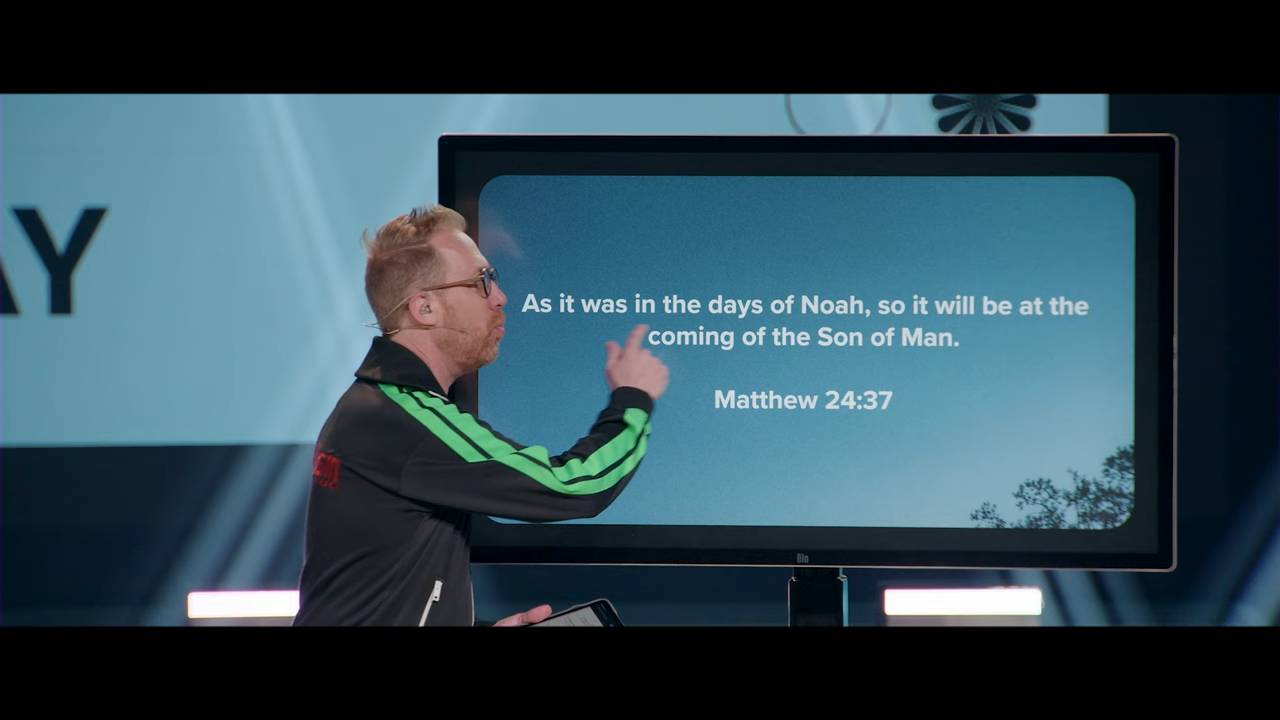 AY
As it was in the days of Noah, so it will be at the
coming of the Son of Man.
Matthew 24:37
elo